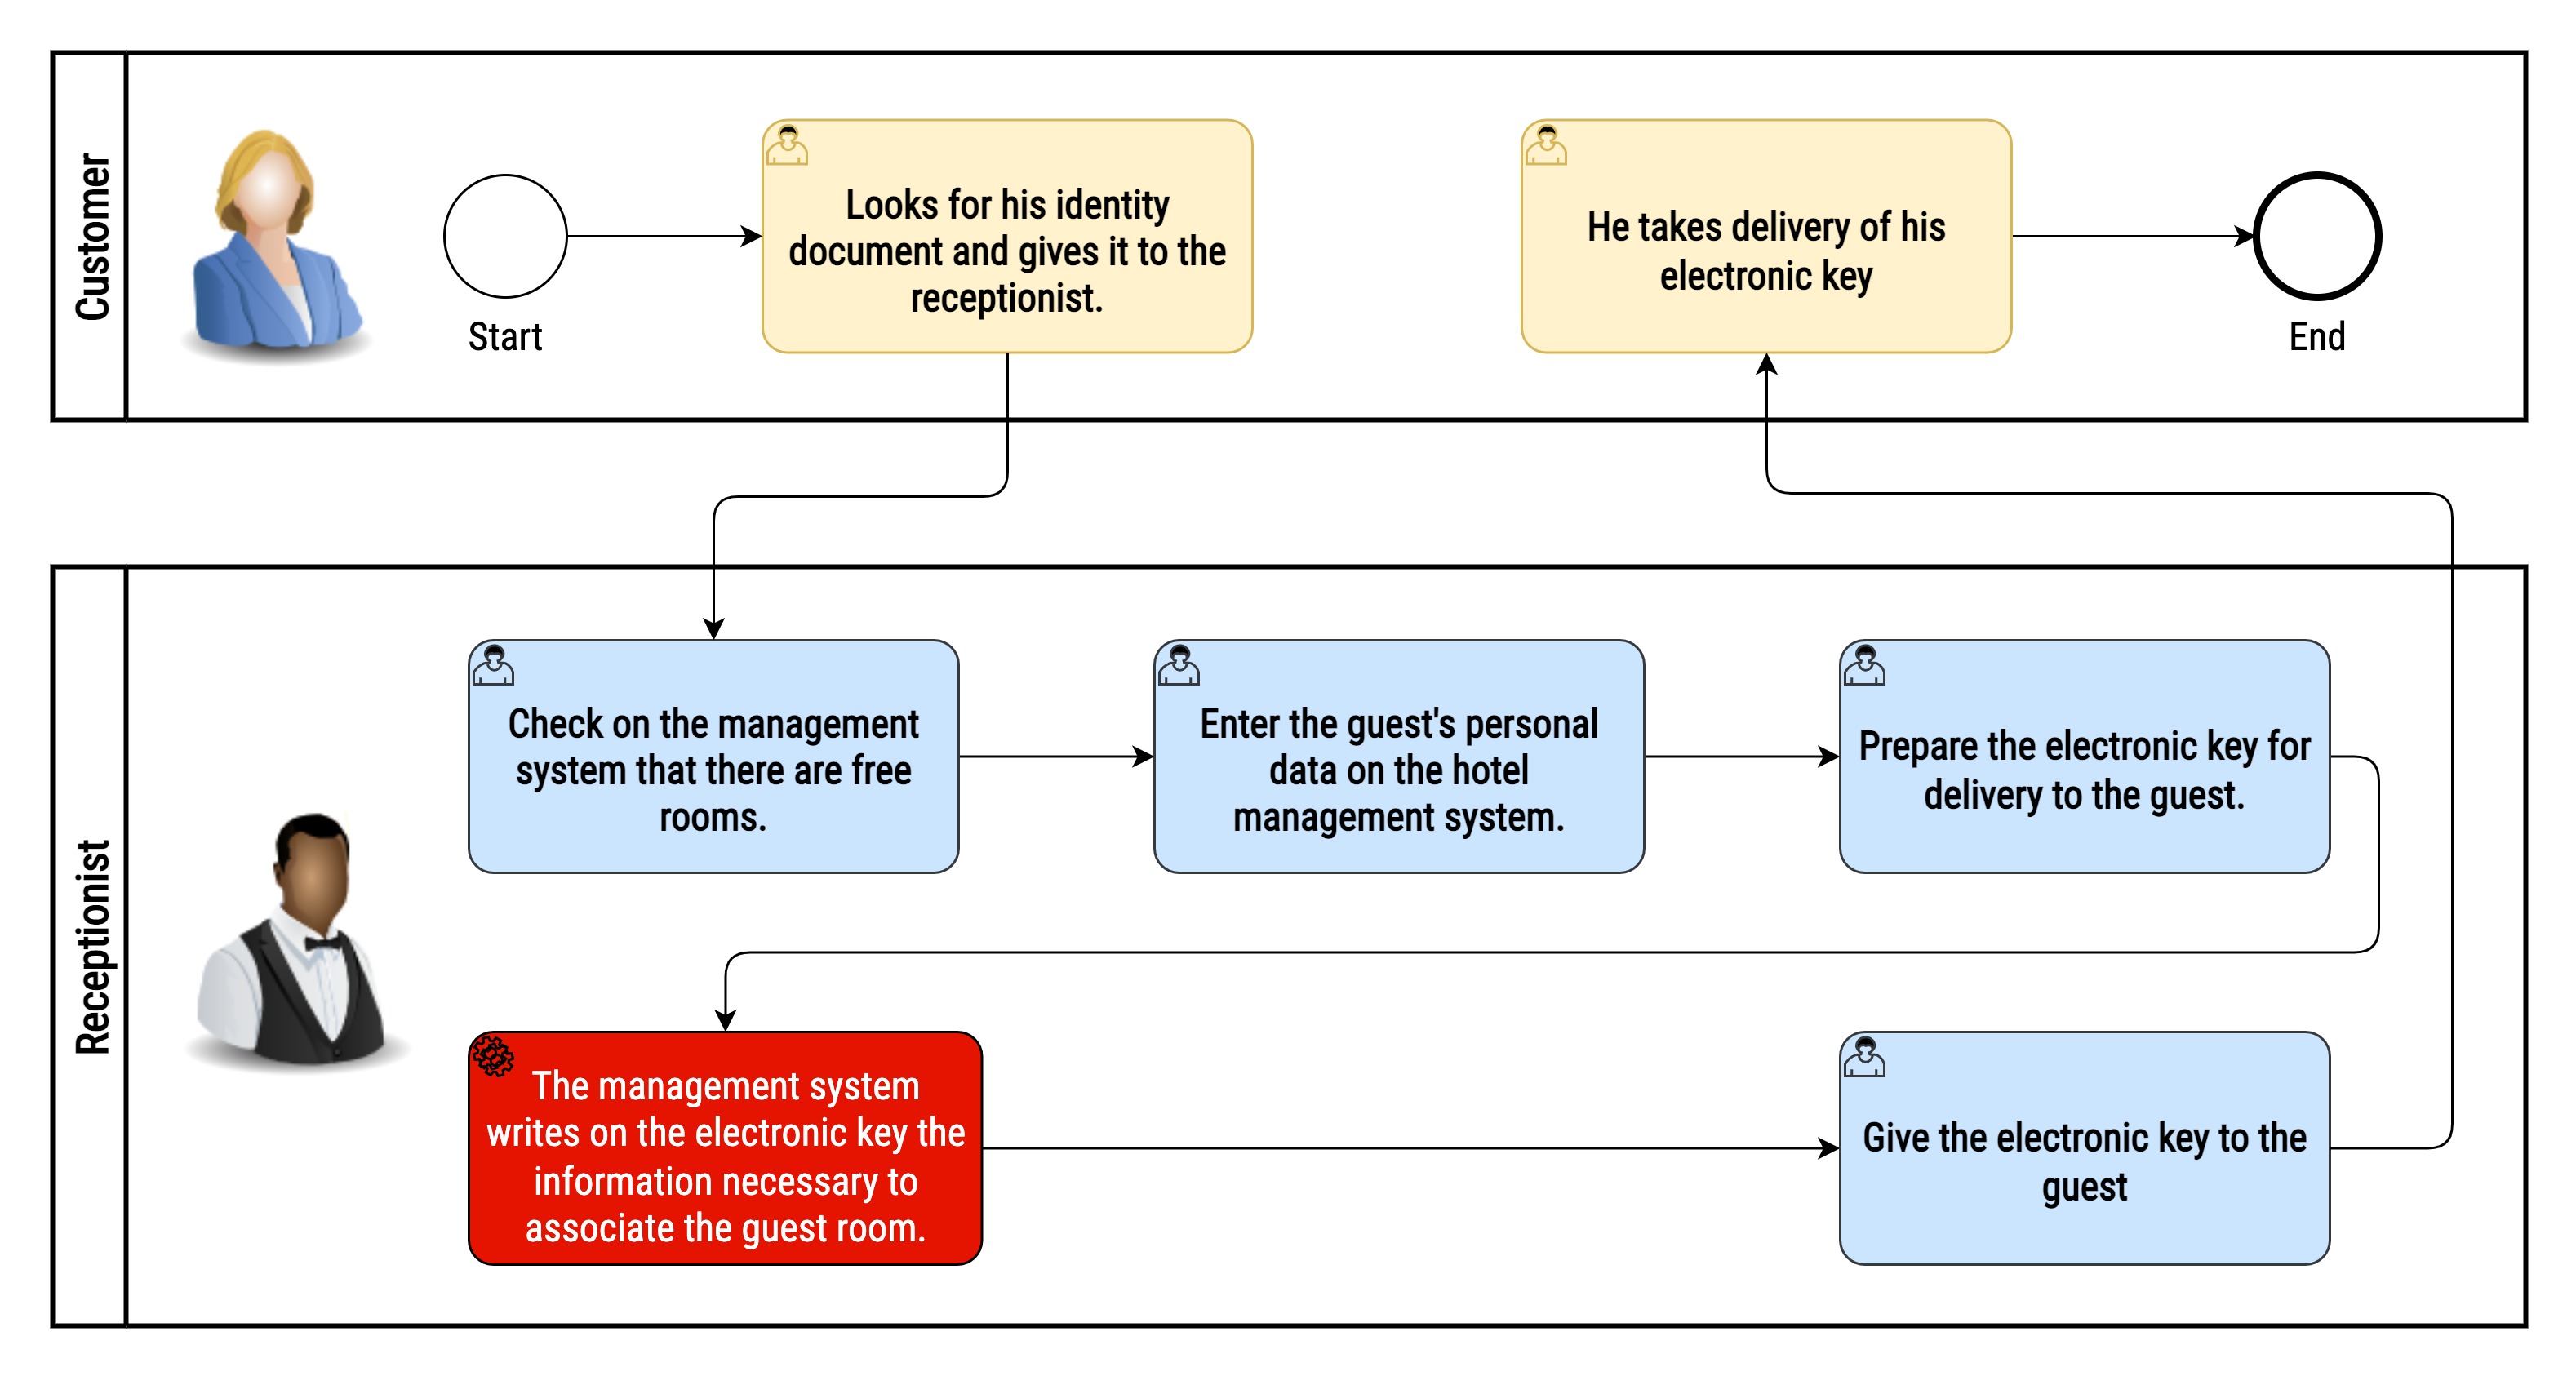 Customer
Start
Looks for his identity
document and gives it to the
receptionist.
He takes delivery of his
electronic key
End
Receptionist
Check on the management
system that there are free
rooms.
Enter the guest's personal
data on the hotel
management system.
Prepare the electronic key for
delivery to the guest.
The management system
writes on the electronic key the
information necessary to
associate the guest room.
Give the electronic key to the
guest